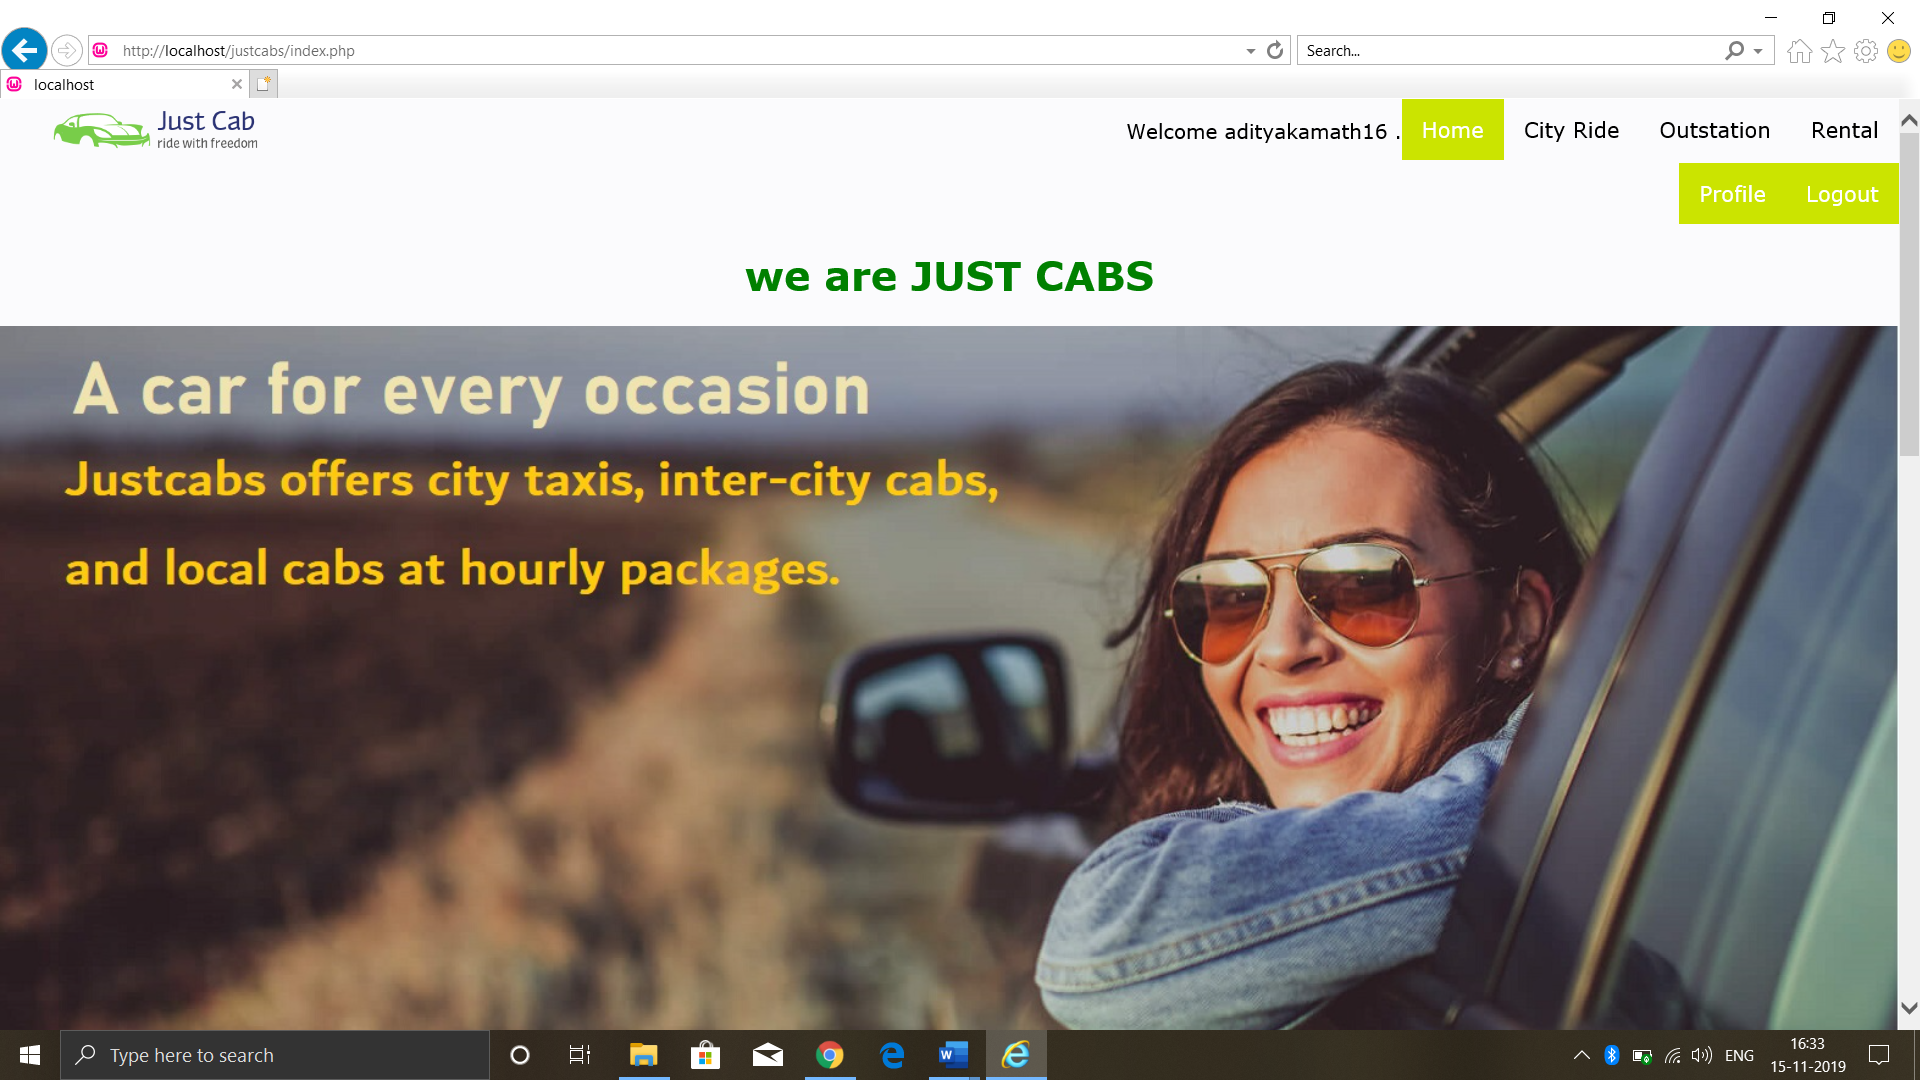 http://localhost/justcabs/index.php
Search...
localhost
Just Cab
ride with freedom
Welcome adityakamath16 .
Home
City Ride
Outstation
Rental
Profile
Logout
we are JUST CABS
A car for every occasion
Justcabs offers city taxis, inter-city cabs,
and local cabs at hourly packages.
Type here to search
ENG
16:33
15-11-2019